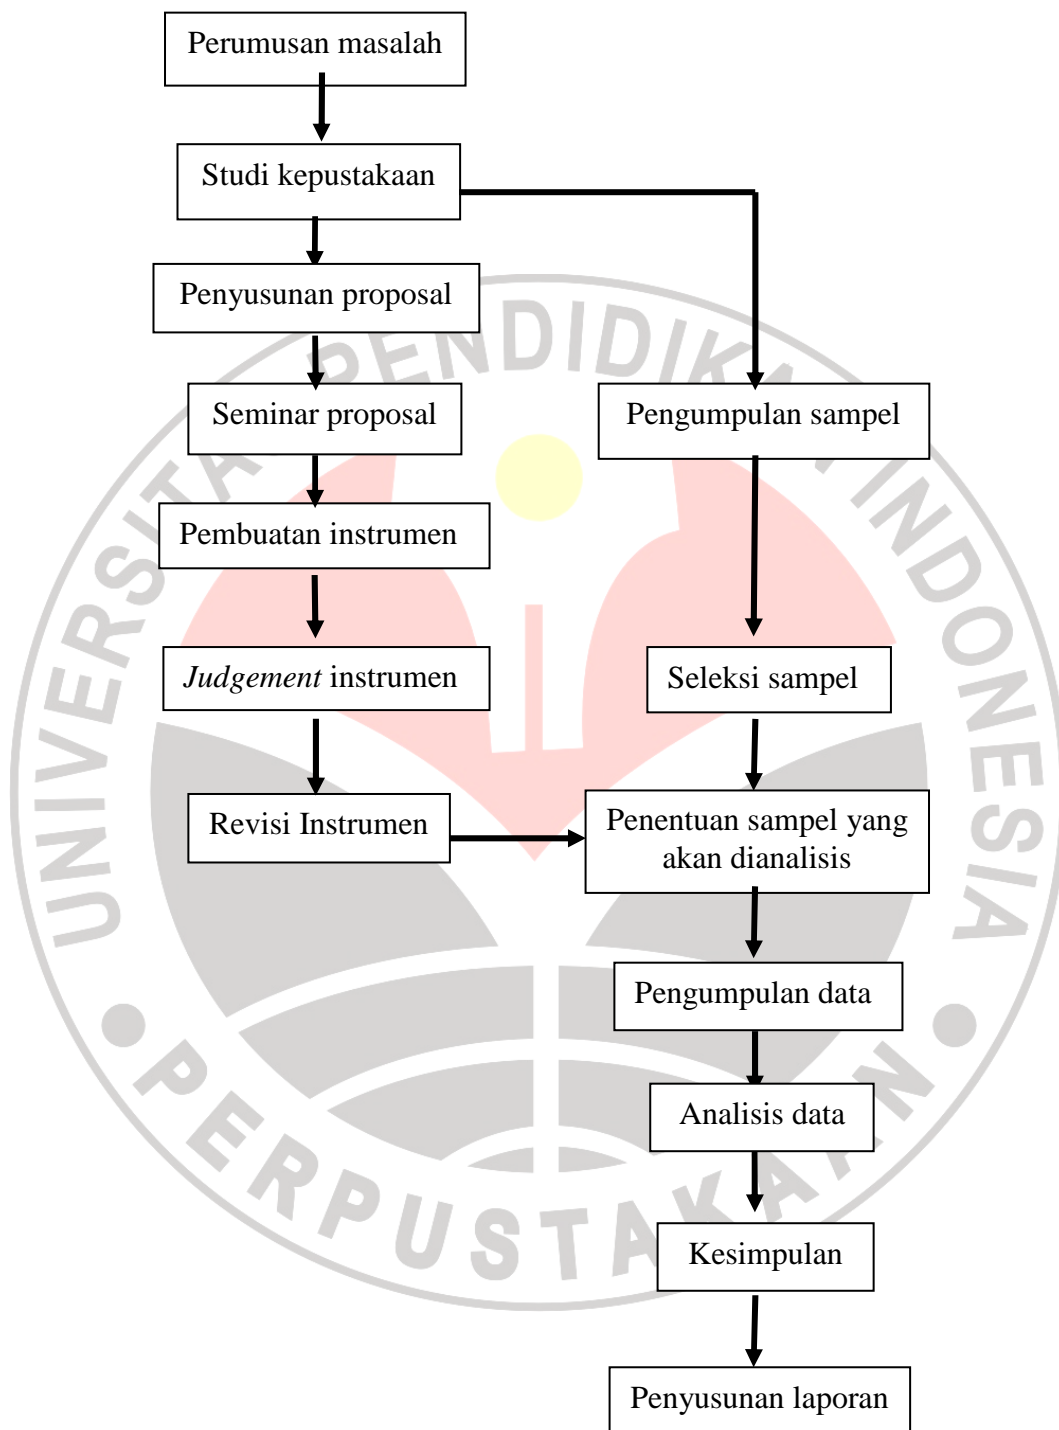 Perumusan masalah
Studi kepustakaan
Penyusunan proposal
Seminar proposal
Pengumpulan sampel
Pembuatan instrumen
Judgement instrumen
Seleksi sampel
Revisi Instrumen
Penentuan sampel yang
akan dianalisis
Pengumpulan data
Analisis data
Kesimpulan
Penyusunan laporan
UNIVERSITAS PENDIDIKAN INDONESIA
PERPUSTAKAAN